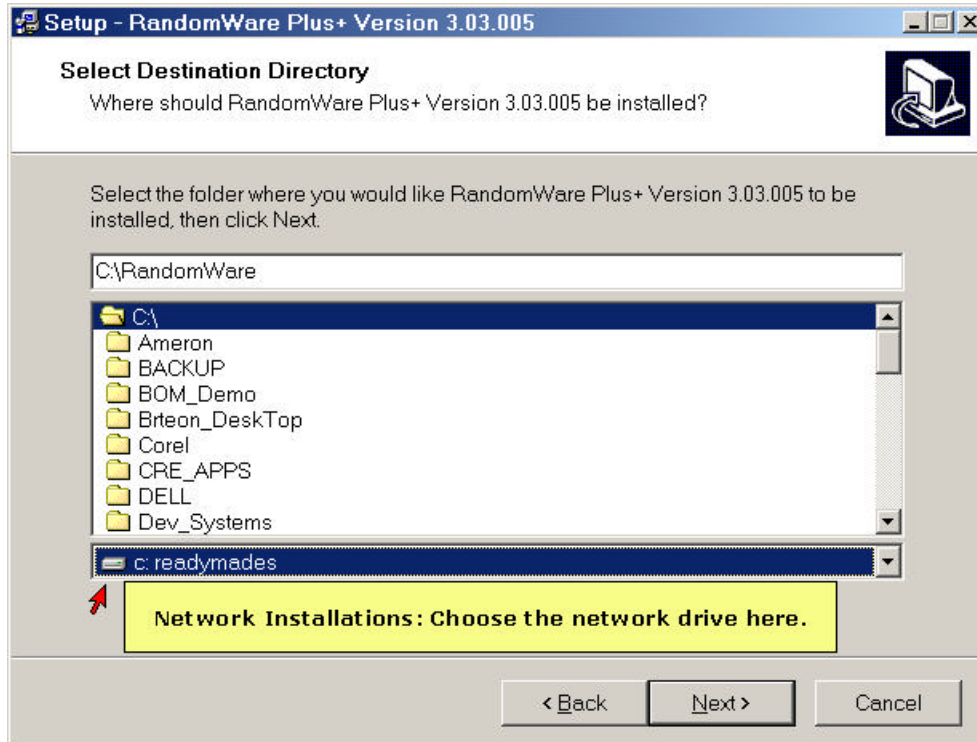 Setup - RandomWare Plus+ Version 3.03.005
Select Destination Directory
Where should RandomWare Plus+ Version 3.03.005 be installed?
Select the folder where you would like RandomWare Plus+ Version 3.03.005 to be
installed, then click Next.
C:\RandomWare
C:\
Ameron
BACKUP
BOM_Demo
Brteon_DeskTop
Corel
CRE_APPS
DELL
Dev_Systems
c: readymades
Network Installations: Choose the network drive here.
< Back
Next >
Cancel